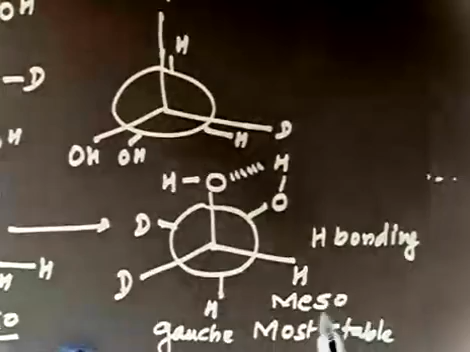 OH
H
-D
D
H
H
OH OH
H-O H
O
D
H bonding
-H
D
H
H
Meso
gauche Most stable